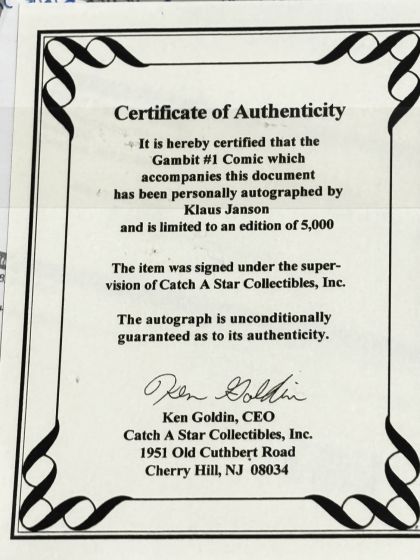 Certificate of Authenticity
It is hereby certified that the
Gambit #1 Comic which
accompanies this document
has been personally autographed by
Klaus Janson
and is limited to an edition of 5,000
The item was signed under the super-
vision of Catch A Star Collectibles, Inc.
The autograph is unconditionally
guaranteed as to its authenticity.
Ken Goldin
Ken Goldin, CEO
Catch A Star Collectibles, Inc.
1951 Old Cuthbert Road
Cherry Hill, NJ 08034